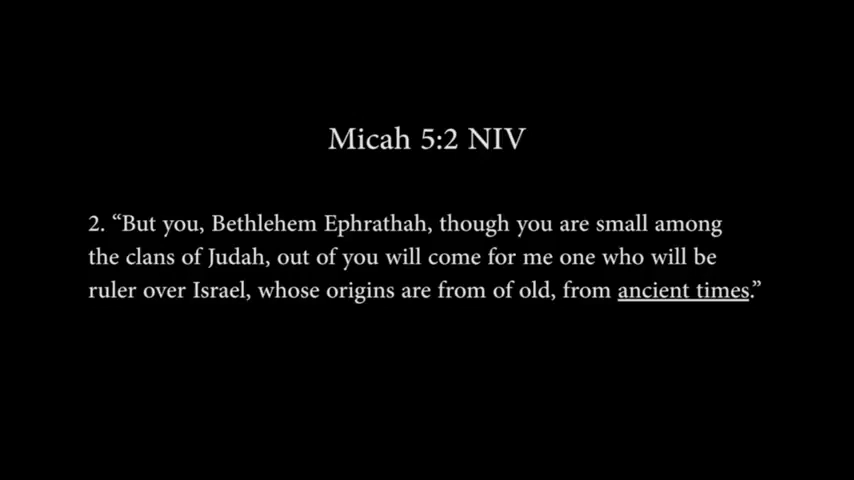 Micah 5:2 NIV
2. “But you, Bethlehem Ephrathah, though you are small among
the clans of Judah, out of you will come for me one who will be
ruler over Israel, whose origins are from of old, from ancient times.”